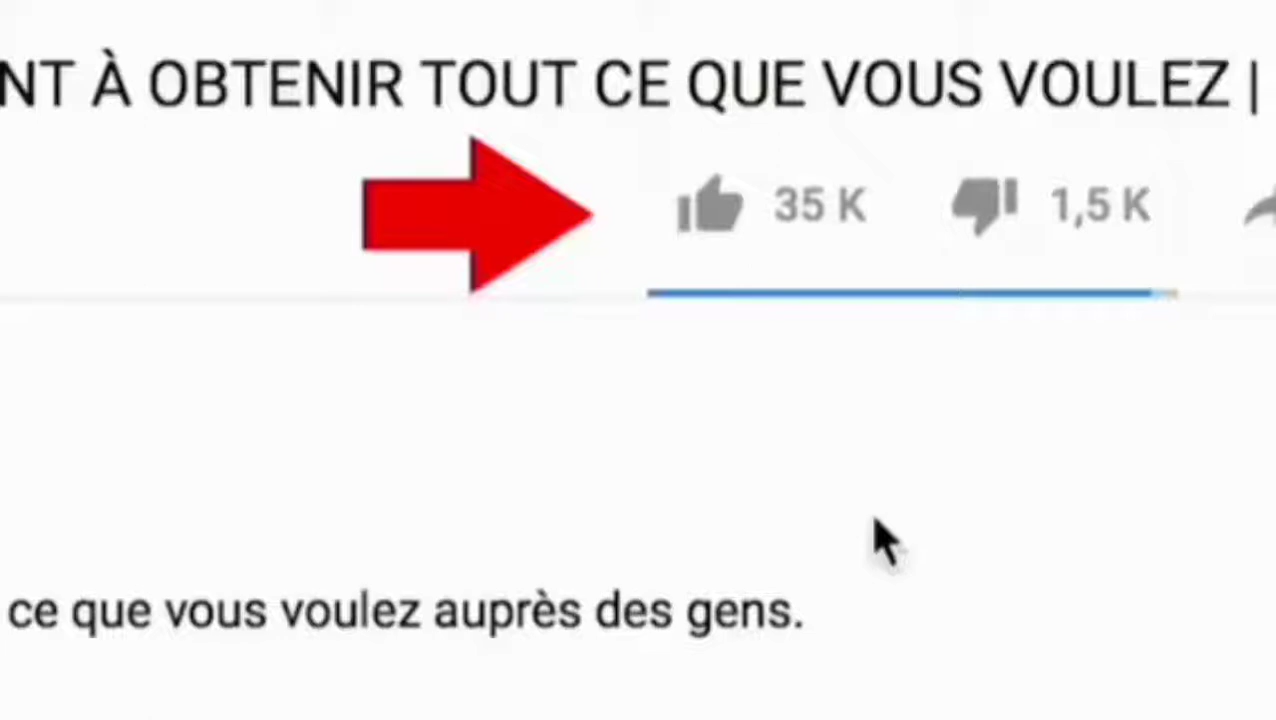 NT À OBTENIR TOUT CE QUE VOUS VOULEZ |
35 K 1,5 K
ce que vous voulez auprès des gens.